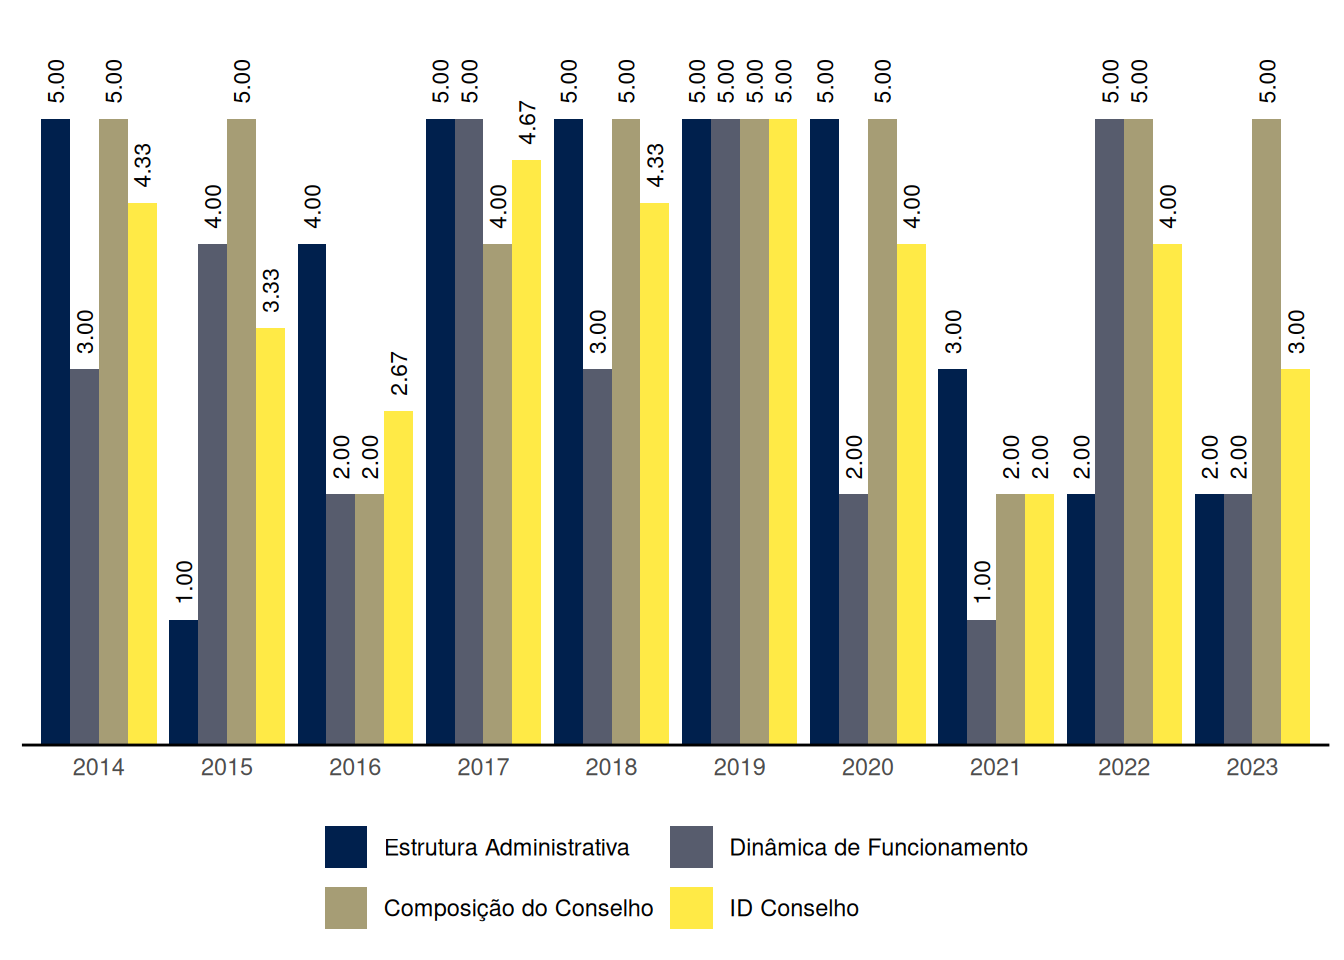 5.00 3.00 5.00 4.33
1.00 4.00 5.00 3.33
4.00 2.00 2.00 2.67
5.00 5.00 4.00 4.67
5.00 3.00 5.00 4.33
5.00 5.00 5.00 5.00
5.00 2.00 5.00 4.00
3.00 1.00 2.00 2.00
2.00 5.00 5.00 4.00
2.00 2.00 5.00 3.00
2014 2015 2016 2017 2018 2019 2020 2021 2022 2023
Estrutura Administrativa Dinâmica de Funcionamento
Composição do Conselho ID Conselho